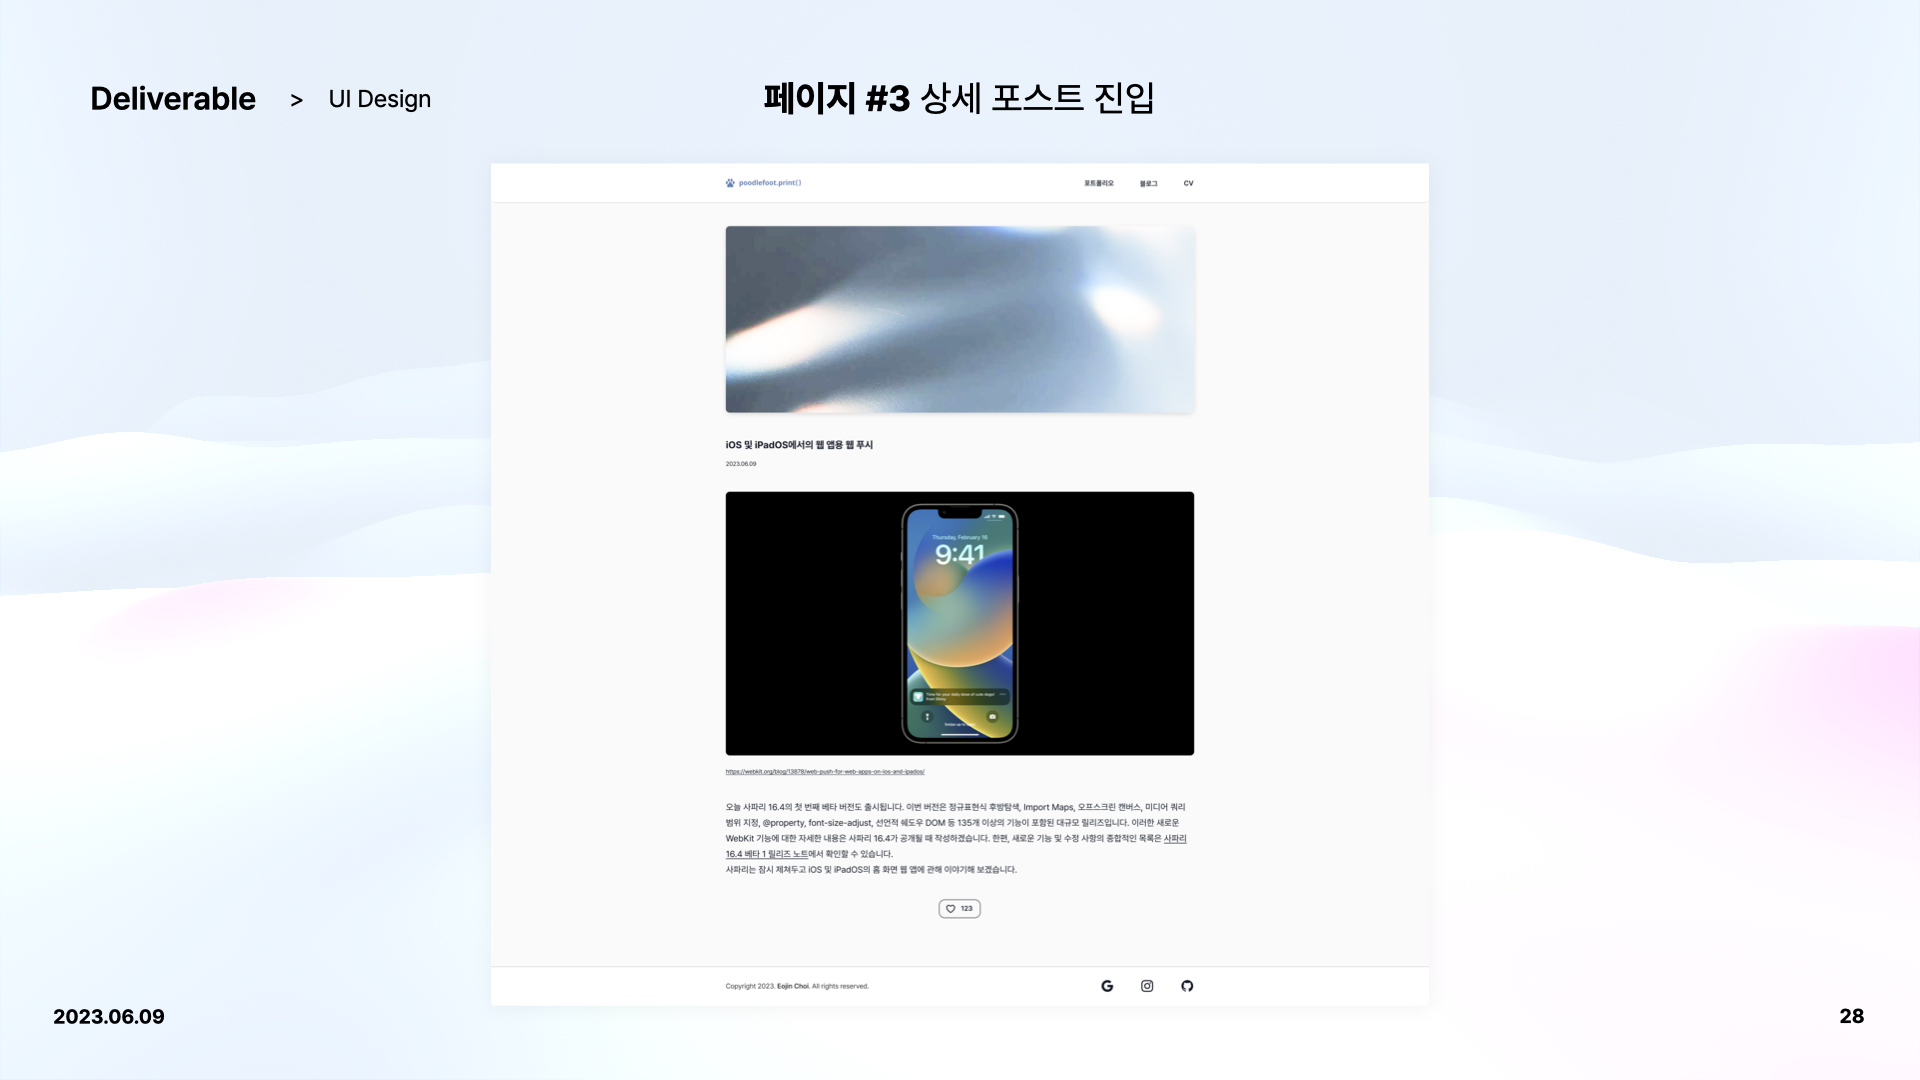 Deliverable > UI Design
페이지 #3 상세 포스트 진입
poodlefoot.print()
포트폴리오 블로그 CV
iOS 및 iPadOS에서의 웹 앱용 웹 푸시
2023.06.09
Thursday, February 16
9:41
Time for your daily dose of cute dogs!
https://webkit.org/blog/13878/web-push-for-web-apps-on-ios-and-ipados/
오늘 사파리 16.4의 첫 번째 베타 버전도 출시됩니다. 이번 버전은 정규표현식 후방탐색, Import Maps, 오프스크린 캔버스, 미디어 쿼리
범위 지정, @property, font-size-adjust, 선언적 쉐도우 DOM 등 135개 이상의 기능이 포함된 대규모 릴리즈입니다. 이러한 새로운
WebKit 기능에 대한 자세한 내용은 사파리 16.4가 공개될 때 작성하겠습니다. 한편, 새로운 기능 및 수정 사항의 종합적인 목록은 사파리
16.4 베타 1 릴리즈 노트에서 확인할 수 있습니다.
사파리는 잠시 제쳐두고 iOS 및 iPadOS의 홈 화면 웹 앱에 관해 이야기해 보겠습니다.
123
Copyright 2023. Eojin Choi. All rights reserved.
2023.06.09
28